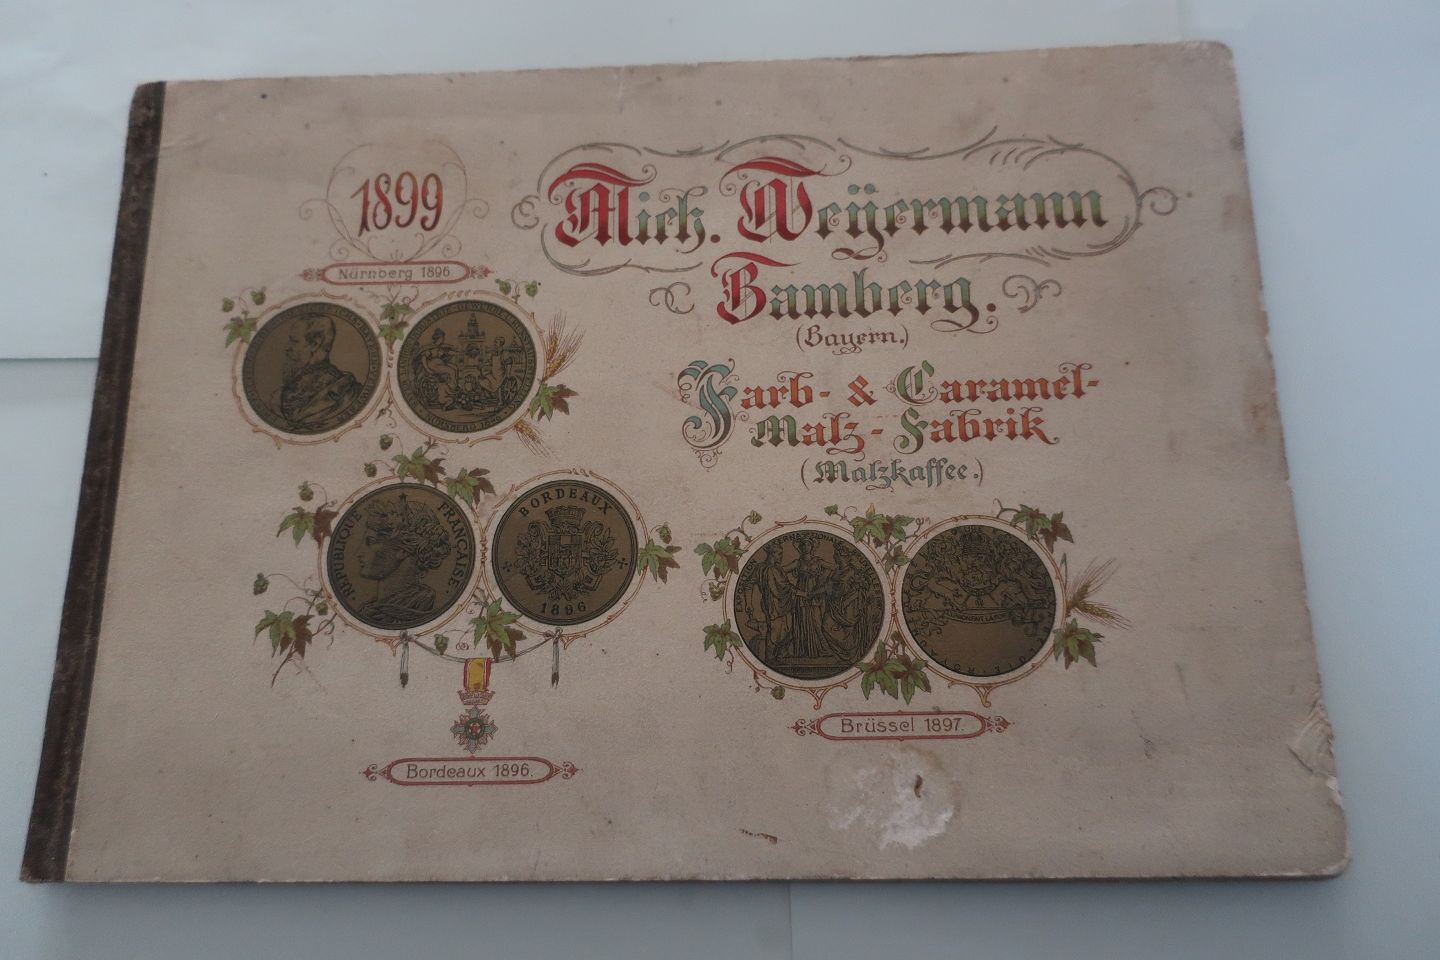 1899
Mich. Weÿermann
Bamberg.
(Bayern.)
Farb- & Caramel-
Malz-Fabrik
(Malzkaffee.)
Nürnberg 1896
REPUBLIQUE FRANÇAISE
BORDEAUX
1896
Bordeaux 1896.
Brüssel 1897.